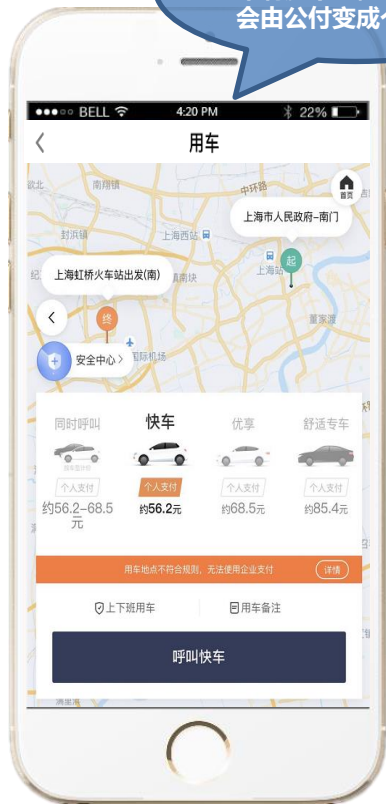 会由公付变成
BELL
4:20 PM
22%
用车
南翔镇
中环路
首页
上海市人民政府-南门
封浜镇
上海西站
起
上海站
上海虹桥火车站出发(南)
真南块
终
董家渡
安全中心>
国际机场
同时呼叫
快车
优享
舒适专车
个人支付
个人支付
个人支付
个人支付
约56.2-68.5
元
约56.2元
约68.5元
约85.4元
用车地点不符合规则，无法使用企业支付
详情
上下班用车
用车备注
呼叫快车